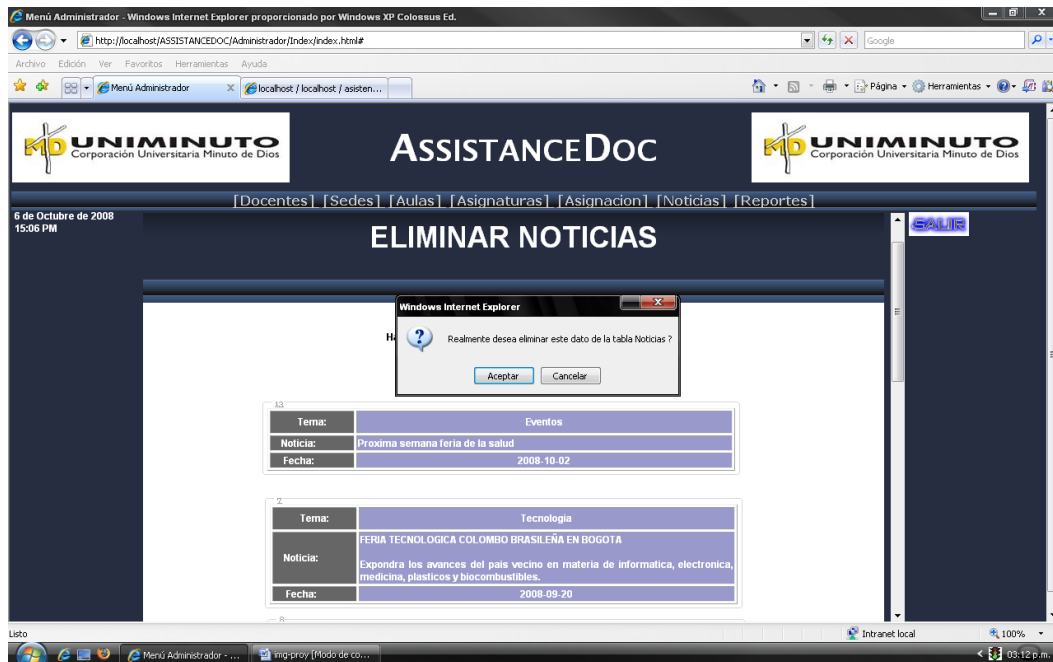 Menú Administrador - Windows Internet Explorer proporcionado por Windows XP Colossus Ed.
http://localhost/ASSISTANCEDOC/Administrador/Index/index.html#
Google
Archivo Edición Ver Favoritos Herramientas Ayuda
Menú Administrador
localhost / localhost / asisten...
Página
Herramientas
UNIMINUTO
Corporación Universitaria Minuto de Dios
ASSISTANCEDOC
UNIMINUTO
Corporación Universitaria Minuto de Dios
[Docentes] [Sedes] [Aulas] [Asignaturas] [Asignacion] [Noticias] [Reportes]
6 de Octubre de 2008
15:06 PM
ELIMINAR NOTICIAS
SALIR
Windows Internet Explorer
Realmente desea eliminar este dato de la tabla Noticias ?
Aceptar Cancelar
13
Tema: Eventos
Noticia: Proxima semana feria de la salud
Fecha: 2008-10-02
2
Tema: Tecnologia
Noticia: FERIA TECNOLOGICA COLOMBO BRASILEÑA EN BOGOTA
Expondra los avances del pais vecino en materia de informatica, electronica,
medicina, plasticos y biocombustibles.
Fecha: 2008-09-20
8
Listo
Intranet local
100%
Menú Administrador - ...
img-proy [Modo de co...
03:12 p.m.